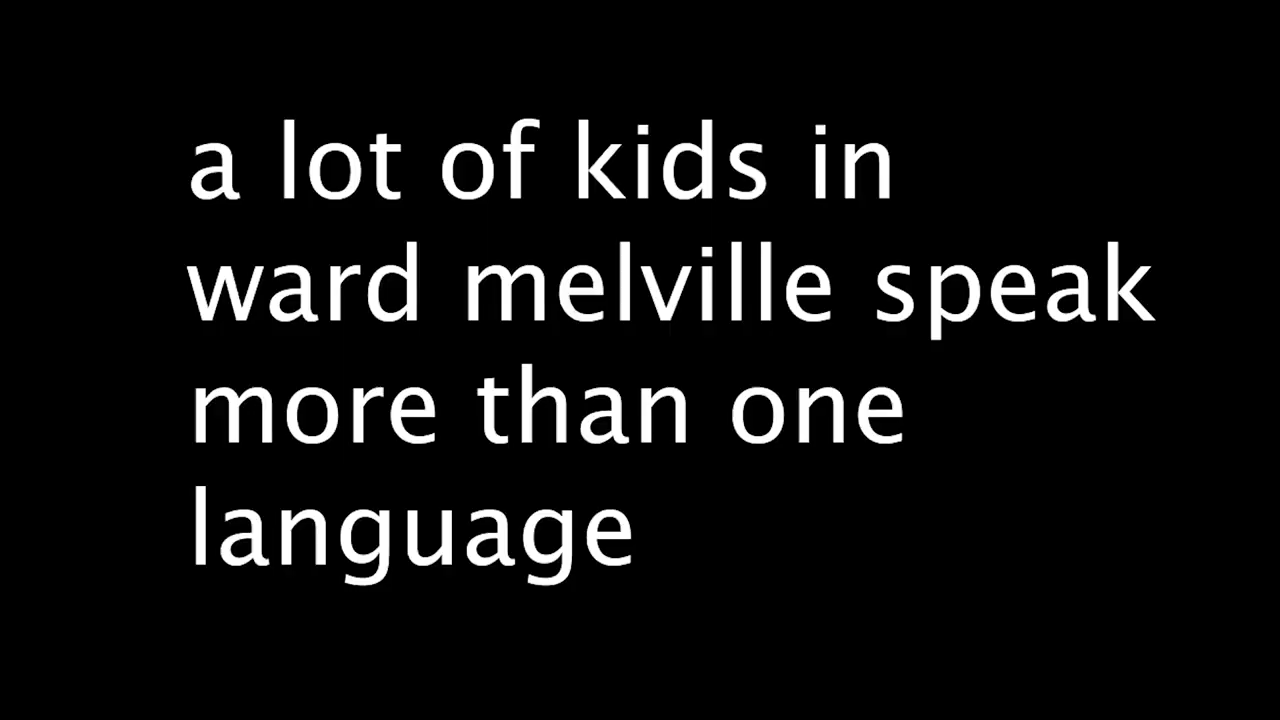 a lot of kids in
ward melville speak
more than one
language